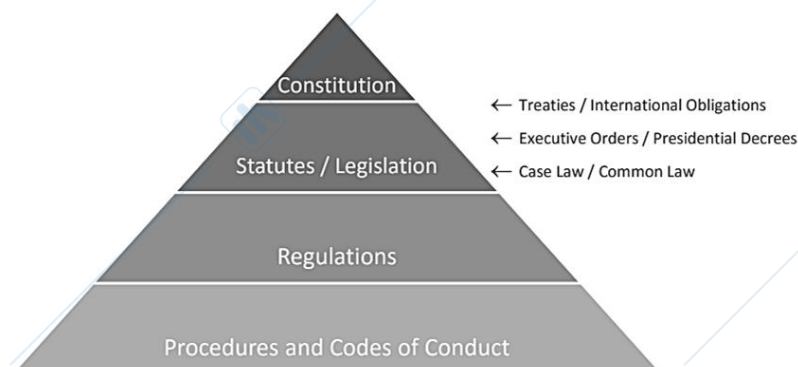 Constitution
← Treaties / International Obligations
← Executive Orders / Presidential Decrees
Statutes / Legislation
← Case Law / Common Law
Regulations
Procedures and Codes of Conduct